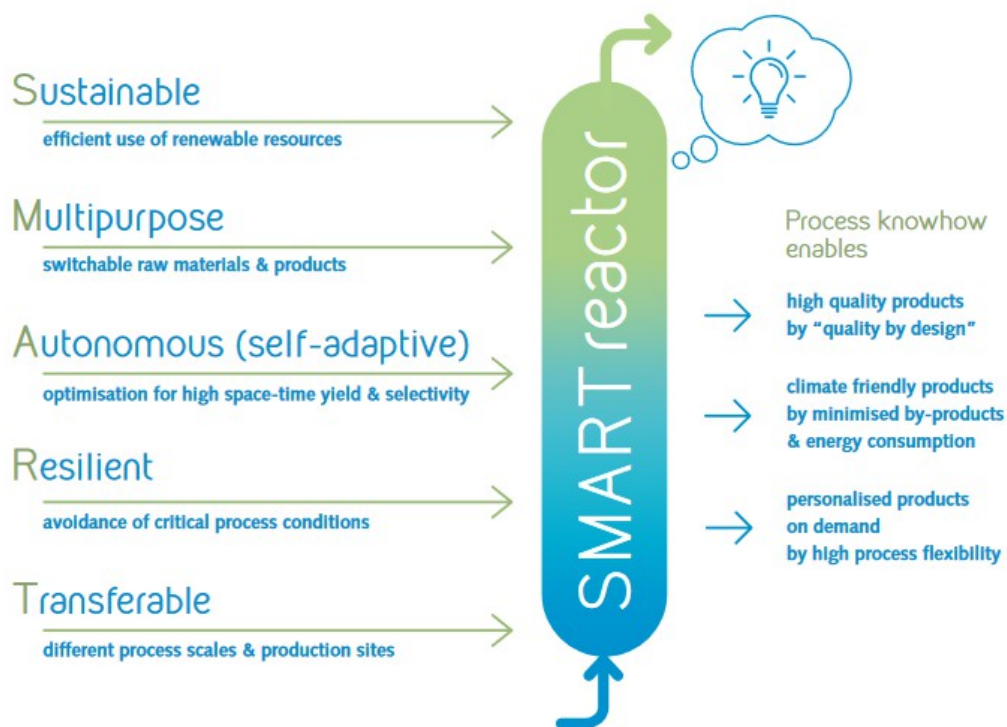 Sustainable
efficient use of renewable resources
Multipurpose
switchable raw materials & products
Autonomous (self-adaptive)
optimisation for high space-time yield & selectivity
Resilient
avoidance of critical process conditions
Transferable
different process scales & production sites
SMART reactor
Process knowhow
enables
high quality products
by “quality by design”
climate friendly products
by minimised by-products
& energy consumption
personalised products
on demand
by high process flexibility